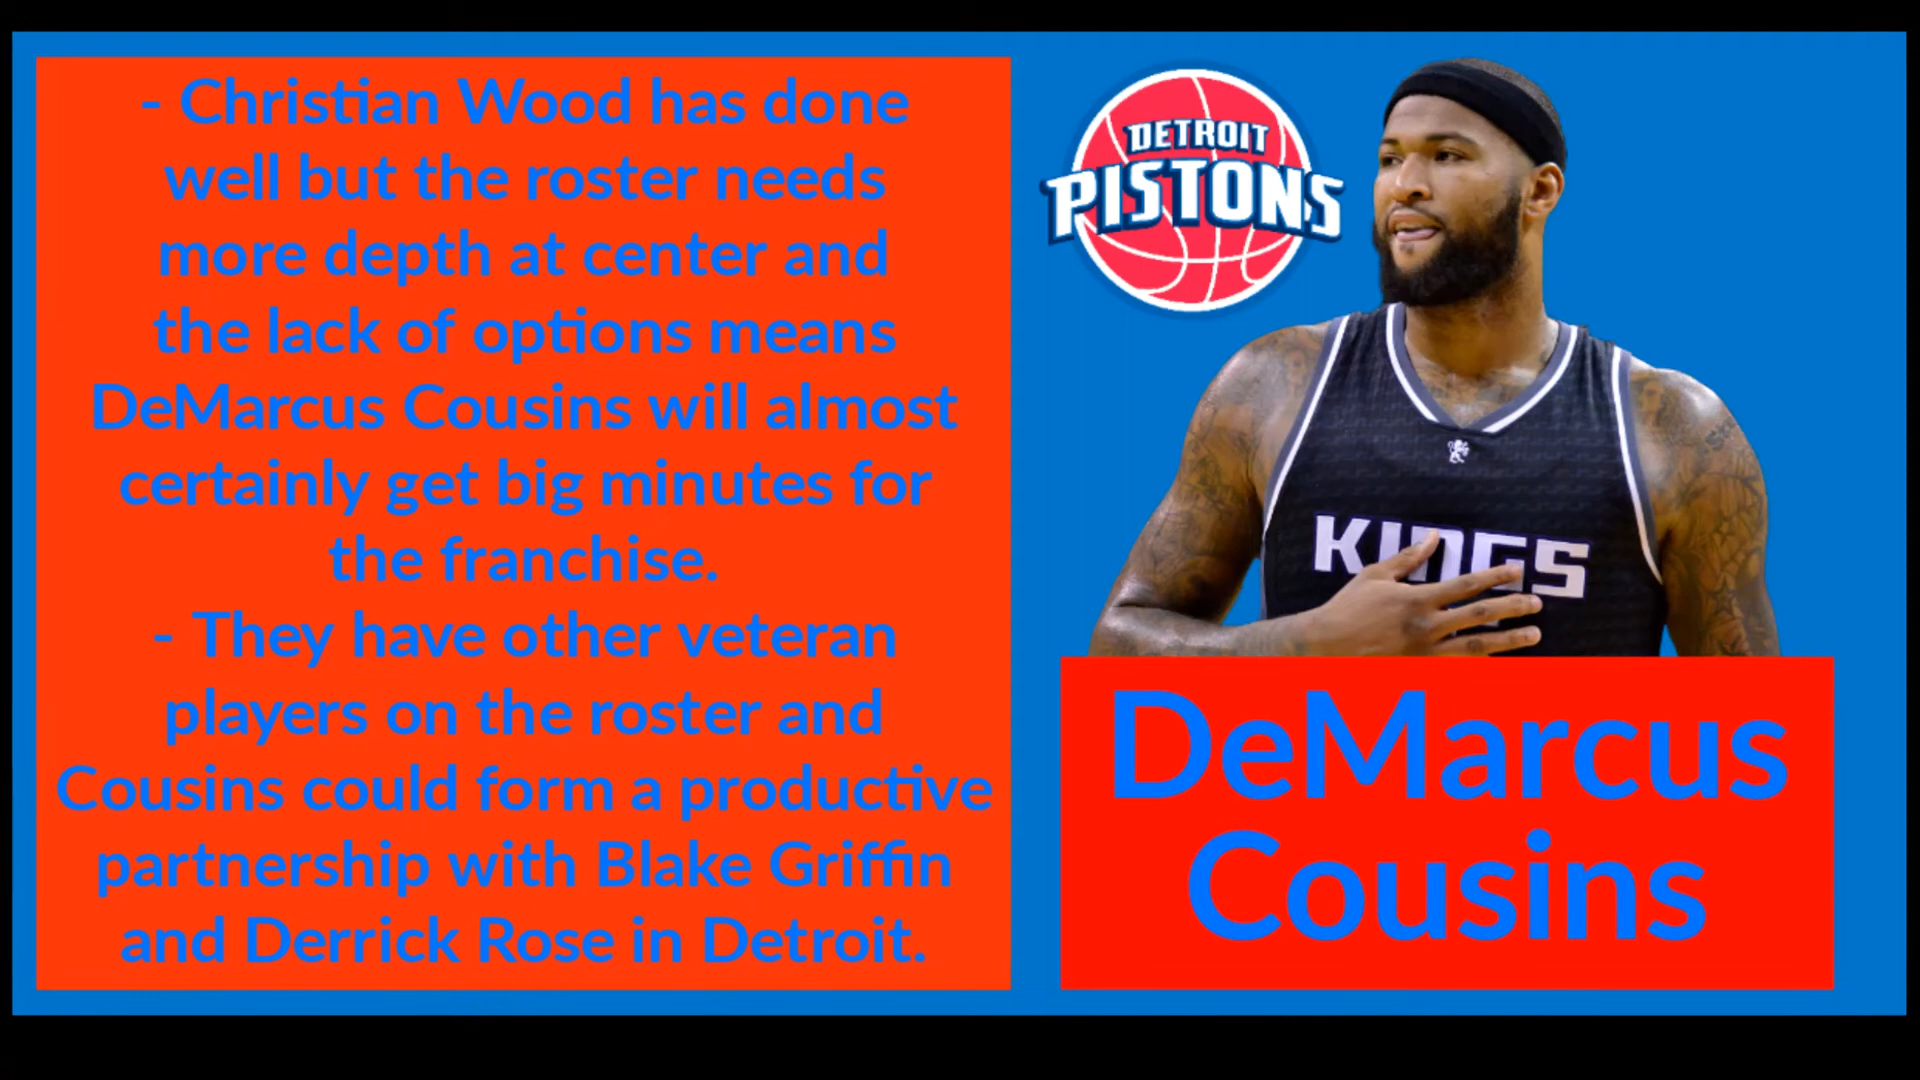 - Christian Wood has done
well but the roster needs
more depth at center and
the lack of options means
DeMarcus Cousins will almost
certainly get big minutes for
the franchise.
- They have other veteran
players on the roster and
Cousins could form a productive
partnership with Blake Griffin
and Derrick Rose in Detroit.
DETROIT
PISTONS
KINGS
DeMarcus
Cousins